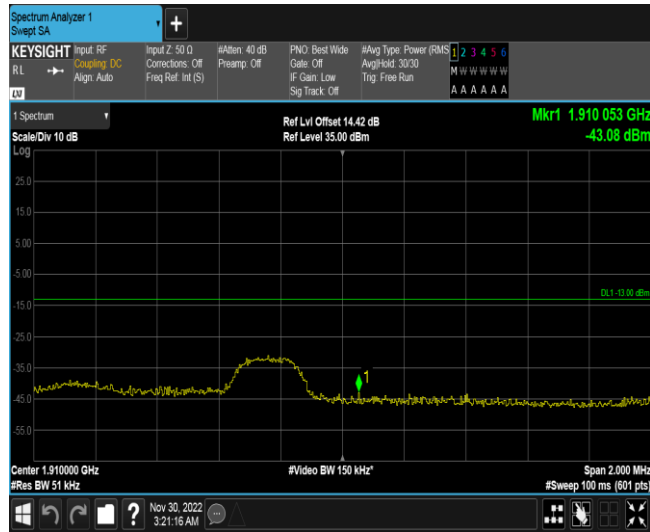 Spectrum Analyzer 1
Swept SA
KEYSIGHT
RL
LXI
Input: RF
Coupling: DC
Align: Auto
Input Z: 50 Ω
Corrections: Off
Freq Ref: Int (S)
#Atten: 40 dB
Preamp: Off
PNO: Best Wide
Gate: Off
IF Gain: Low
Sig Track: Off
#Avg Type: Power (RMS
Avg|Hold: 30/30
Trig: Free Run
1 2 3 4 5 6
M W W W W W
A A A A A A
1 Spectrum
Scale/Div 10 dB
Ref Lvl Offset 14.42 dB
Ref Level 35.00 dBm
Mkr1 1.910 053 GHz
-43.08 dBm
Log
25.0
15.0
5.00
-5.00
DL1 -13.00 dBm
-15.0
-25.0
-35.0
1
-45.0
-55.0
Center 1.910000 GHz
#Video BW 150 kHz*
Span 2.000 MHz
#Res BW 51 kHz
#Sweep 100 ms (601 pts)
?
Nov 30, 2022
3:21:16 AM